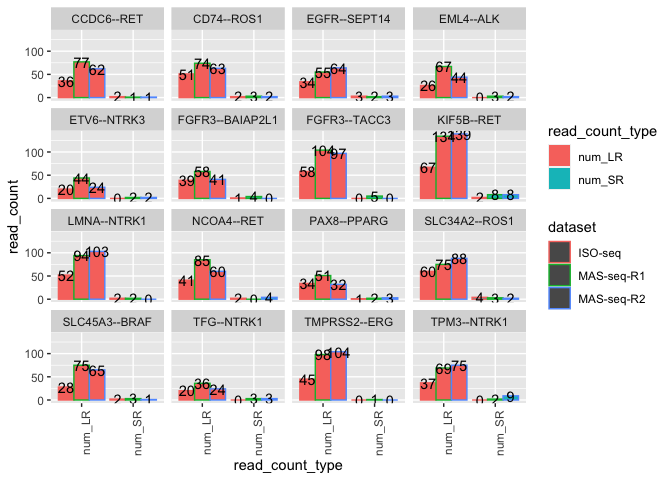 CCDC6--RET CD74--ROS1 EGFR--SEPT14 EML4--ALK
100
50
0
36 77 62 2 1 1 51 74 63 2 3 2 34 55 64 3 2 3 26 67 44 0 3 2
ETV6--NTRK3 FGFR3--BAIAP2L1 FGFR3--TACC3 KIF5B--RET
100
50
0
20 44 24 0 2 2 39 58 41 1 4 0 58 104 97 0 5 0 67 134 139 2 8 8
LMNA--NTRK1 NCOA4--RET PAX8--PPARG SLC34A2--ROS1
100
50
0
52 94 103 2 2 0 41 85 60 2 0 4 34 51 32 1 2 3 60 75 88 4 3 2
SLC45A3--BRAF TFG--NTRK1 TMPRSS2--ERG TPM3--NTRK1
100
50
0
28 75 65 2 3 1 20 36 24 0 3 3 45 98 104 0 1 0 37 69 75 0 2 9
num_LR num_SR num_LR num_SR num_LR num_SR num_LR num_SR
read_count_type
read_count
read_count_type
num_LR
num_SR
dataset
ISO-seq
MAS-seq-R1
MAS-seq-R2